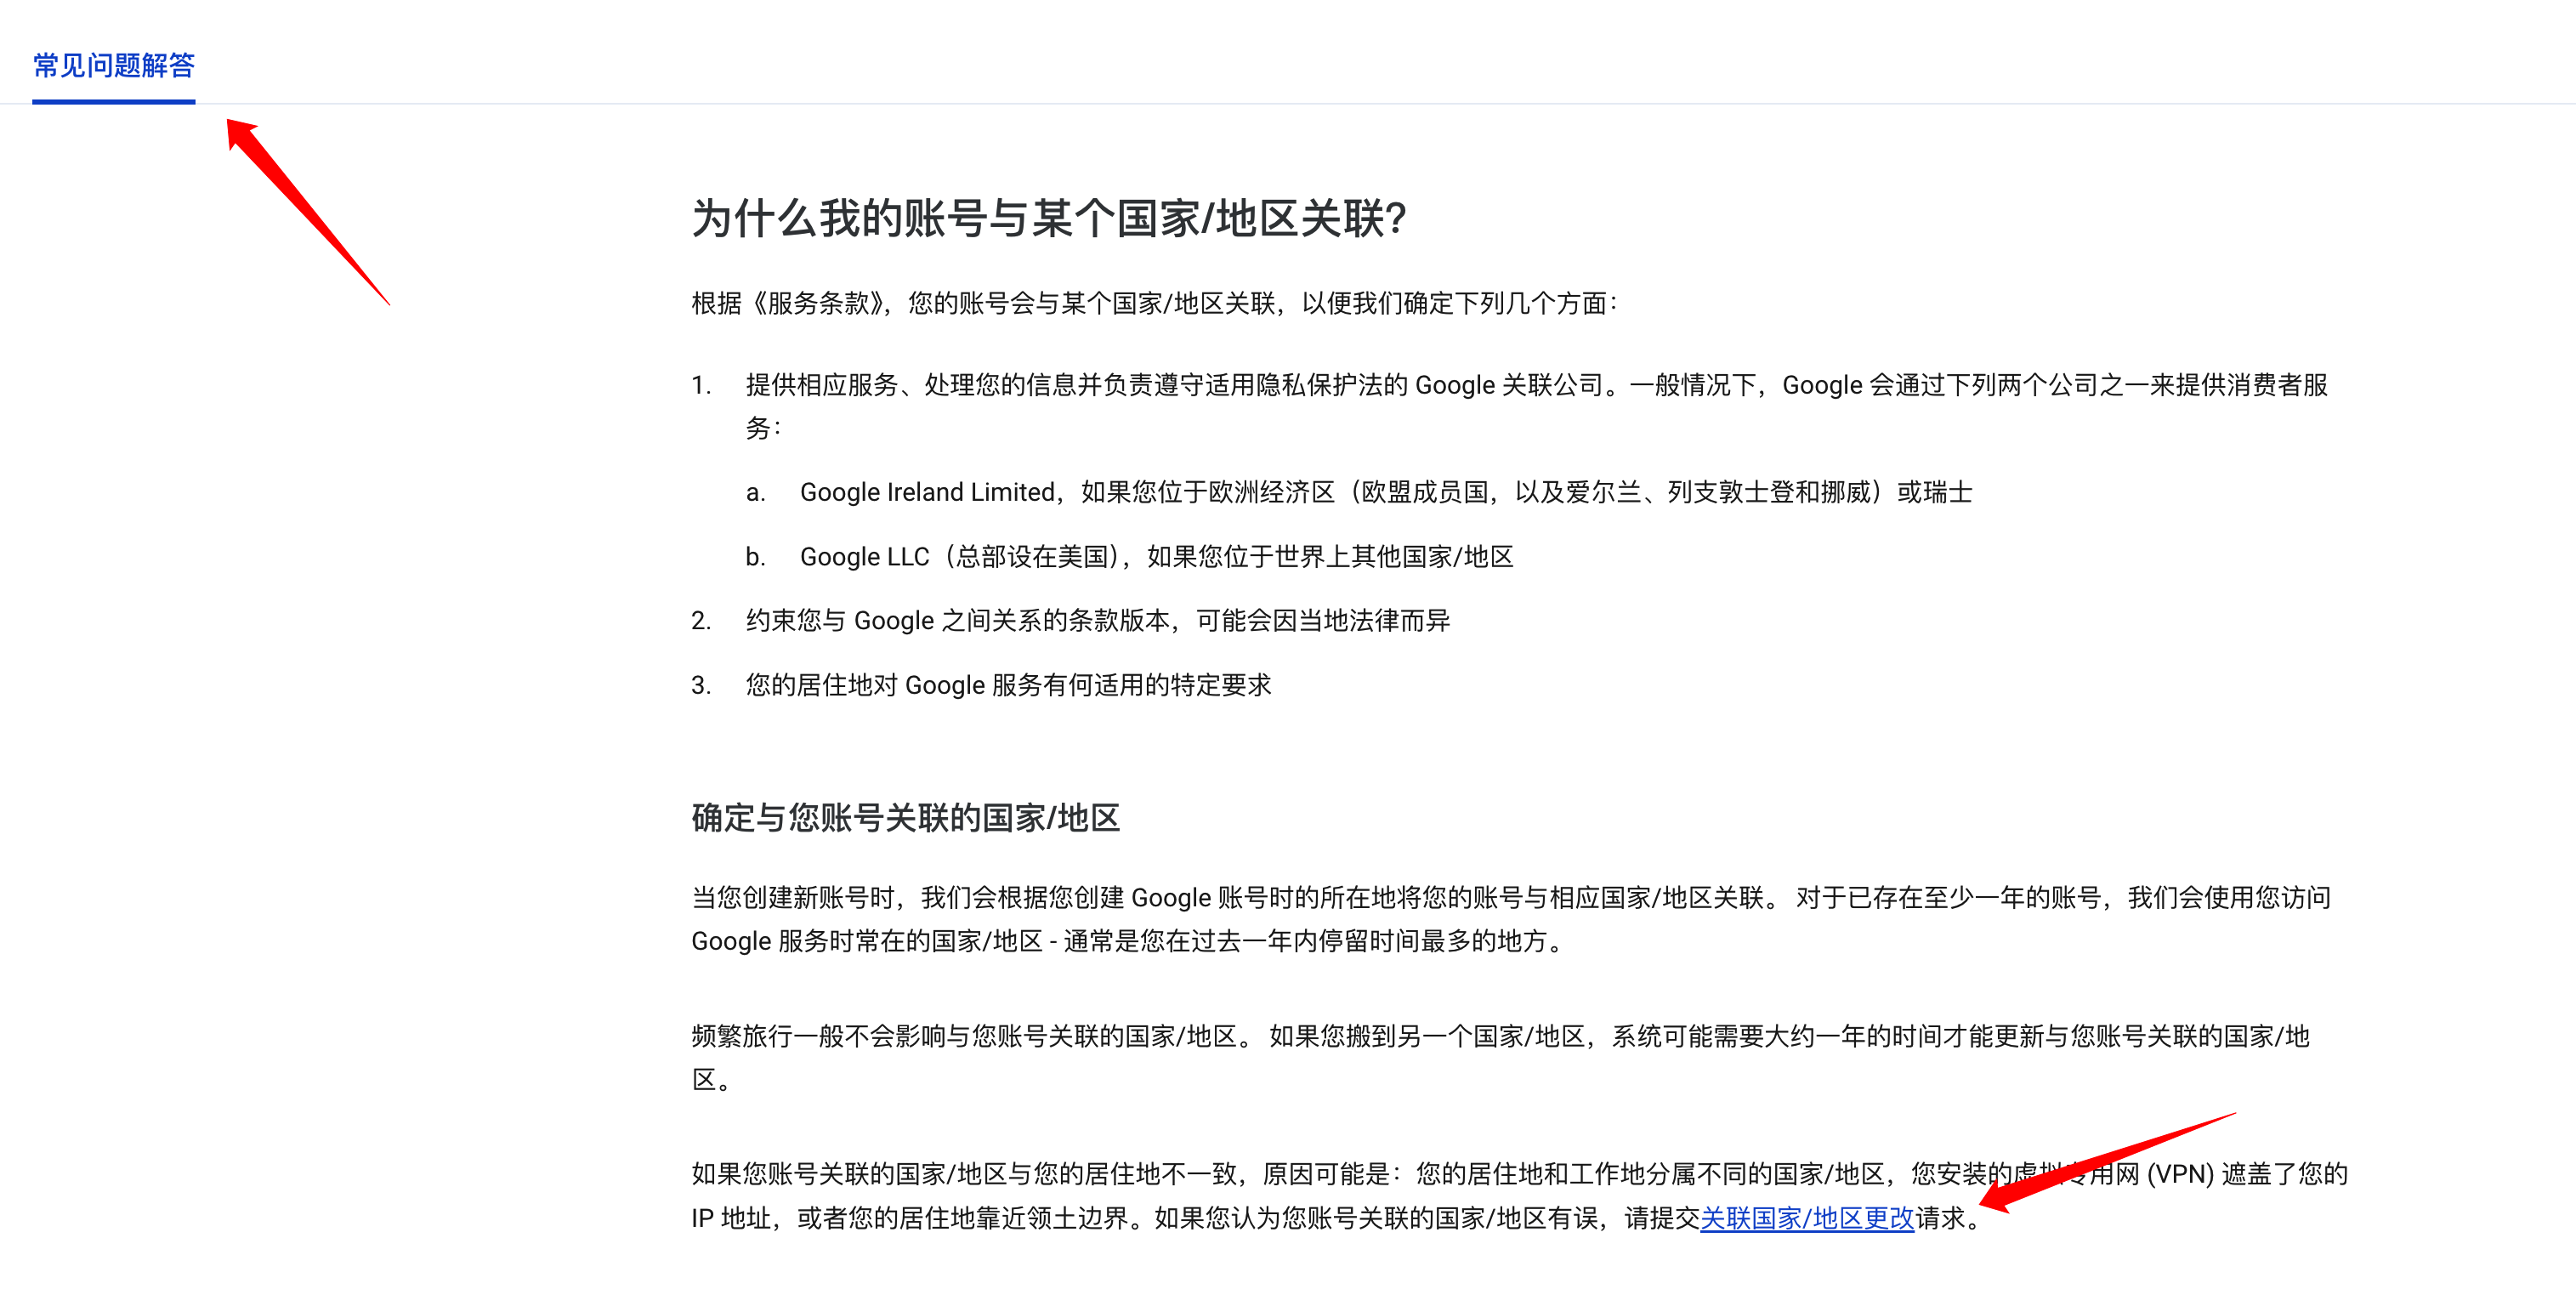 常见问题解答
为什么我的账号与某个国家/地区关联?
根据《服务条款》，您的账号会与某个国家/地区关联，以便我们确定下列几个方面：
1. 提供相应服务、处理您的信息并负责遵守适用隐私保护法的 Google 关联公司。一般情况下，Google 会通过下列两个公司之一来提供消费者服
务：
a. Google Ireland Limited，如果您位于欧洲经济区（欧盟成员国，以及爱尔兰、列支敦士登和挪威）或瑞士
b. Google LLC（总部设在美国），如果您位于世界上其他国家/地区
2. 约束您与 Google 之间关系的条款版本，可能会因当地法律而异
3. 您的居住地对 Google 服务有何适用的特定要求
确定与您账号关联的国家/地区
当您创建新账号时，我们会根据您创建 Google 账号时的所在地将您的账号与相应国家/地区关联。 对于已存在至少一年的账号，我们会使用您访问
Google 服务时常在的国家/地区 - 通常是您在过去一年内停留时间最多的地方。
频繁旅行一般不会影响与您账号关联的国家/地区。 如果您搬到另一个国家/地区，系统可能需要大约一年的时间才能更新与您账号关联的国家/地
区。
如果您账号关联的国家/地区与您的居住地不一致，原因可能是：您的居住地和工作地分属不同的国家/地区，您安装的虚拟专用网 (VPN) 遮盖了您的
IP 地址，或者您的居住地靠近领土边界。如果您认为您账号关联的国家/地区有误，请提交关联国家/地区更改请求。